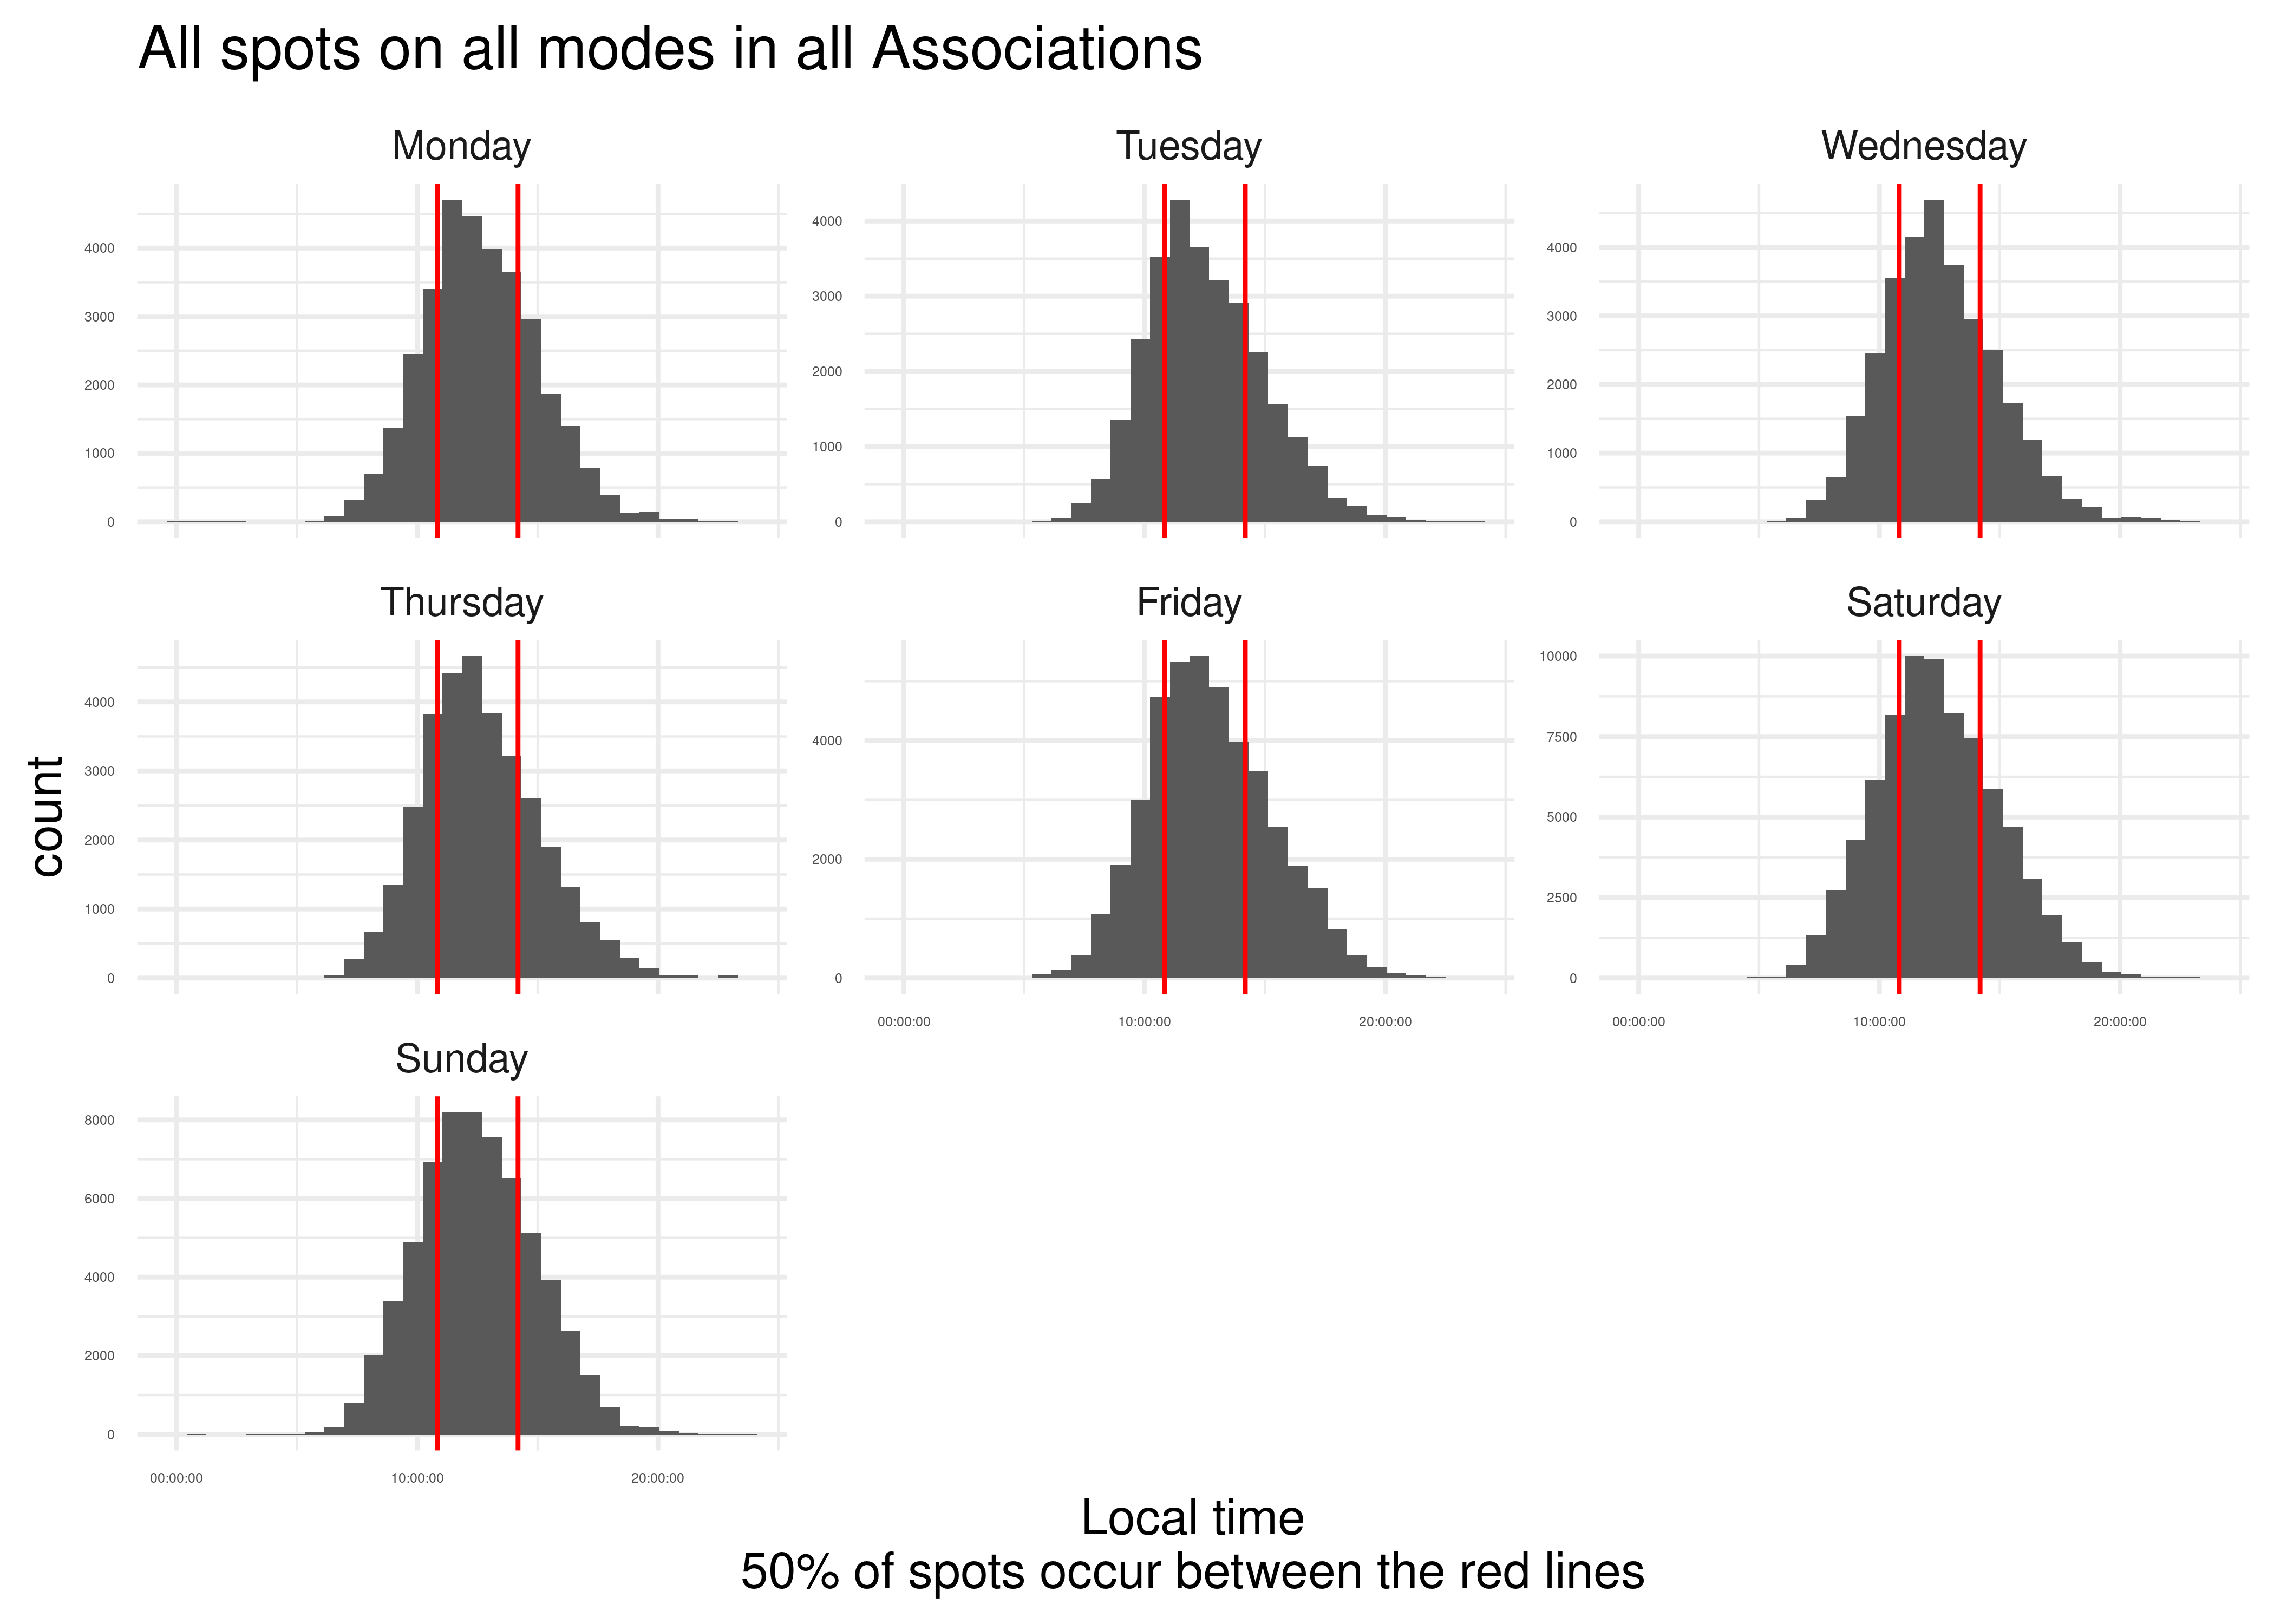 All spots on all modes in all Associations
Monday
Tuesday
Wednesday
4000
3000
2000
1000
0
4000
3000
2000
1000
0
4000
3000
2000
1000
0
Thursday
Friday
Saturday
4000
3000
2000
1000
0
4000
2000
0
10000
7500
5000
2500
0
00:00:00 10:00:00 20:00:00
00:00:00 10:00:00 20:00:00
Sunday
8000
6000
4000
2000
0
00:00:00 10:00:00 20:00:00
count
Local time
50% of spots occur between the red lines